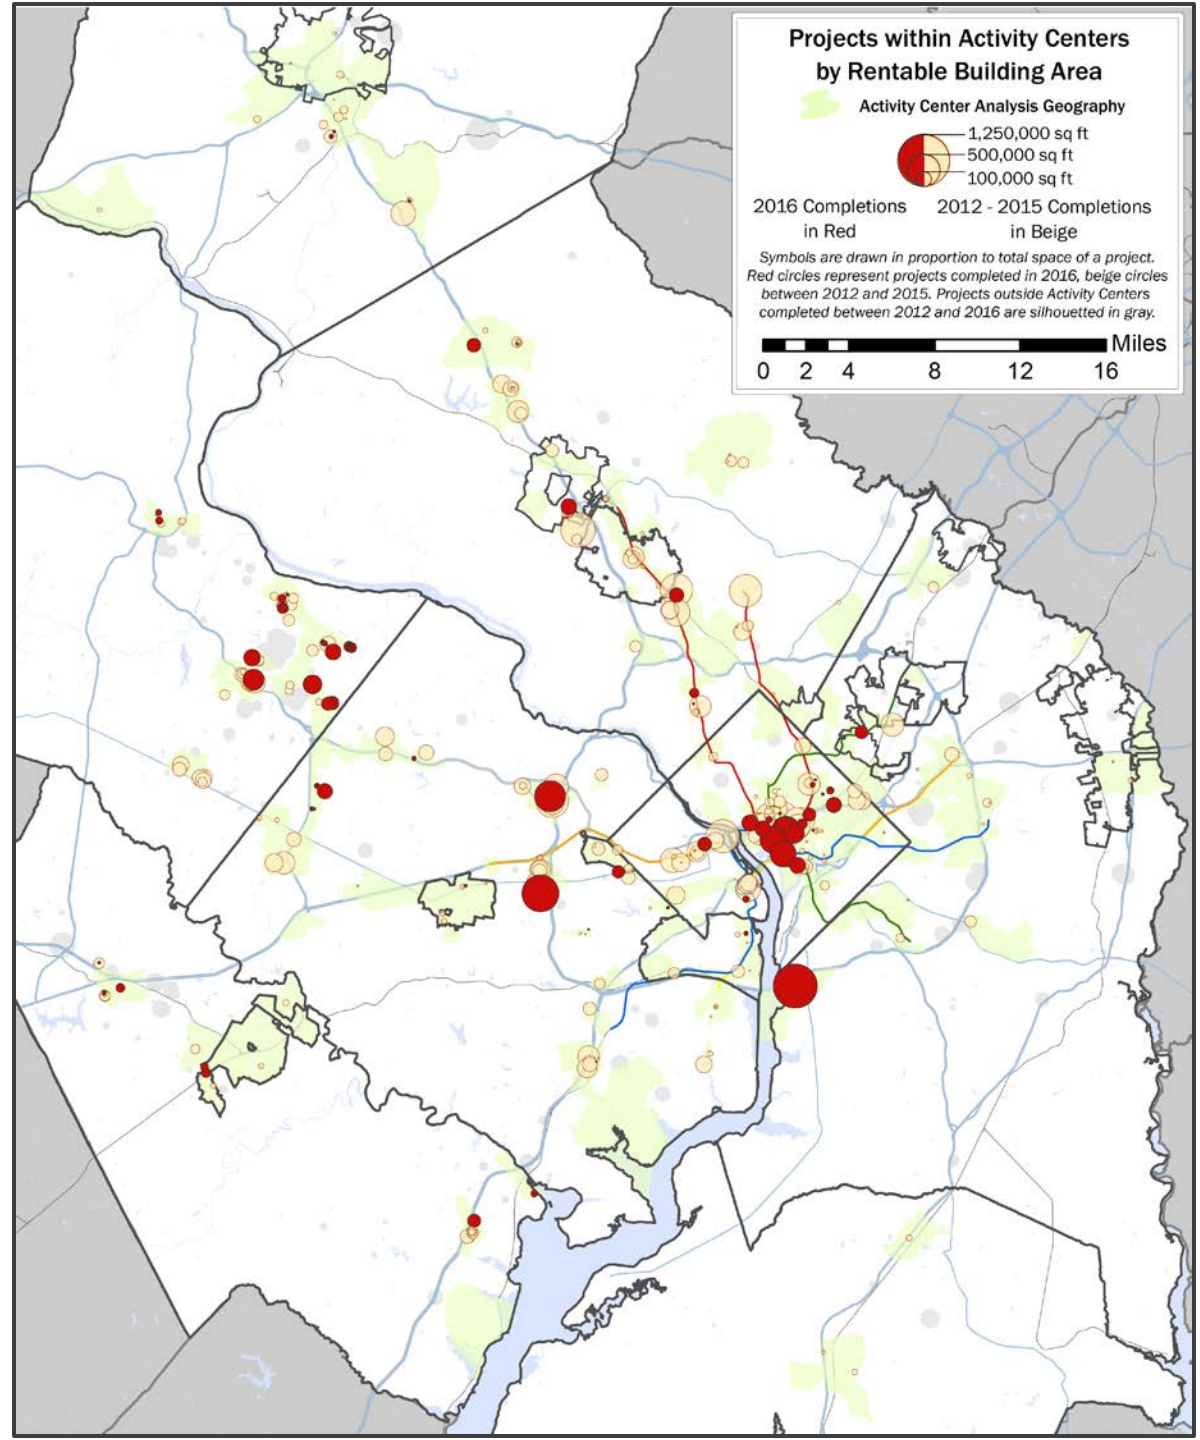 Projects within Activity Centers
by Rentable Building Area
Activity Center Analysis Geography
1,250,000 sq ft
500,000 sq ft
100,000 sq ft
2016 Completions
in Red
2012 - 2015 Completions
in Beige
Symbols are drawn in proportion to total space of a project.
Red circles represent projects completed in 2016, beige circles
between 2012 and 2015. Projects outside Activity Centers
completed between 2012 and 2016 are silhouetted in gray.
Miles
0 2 4 8 12 16